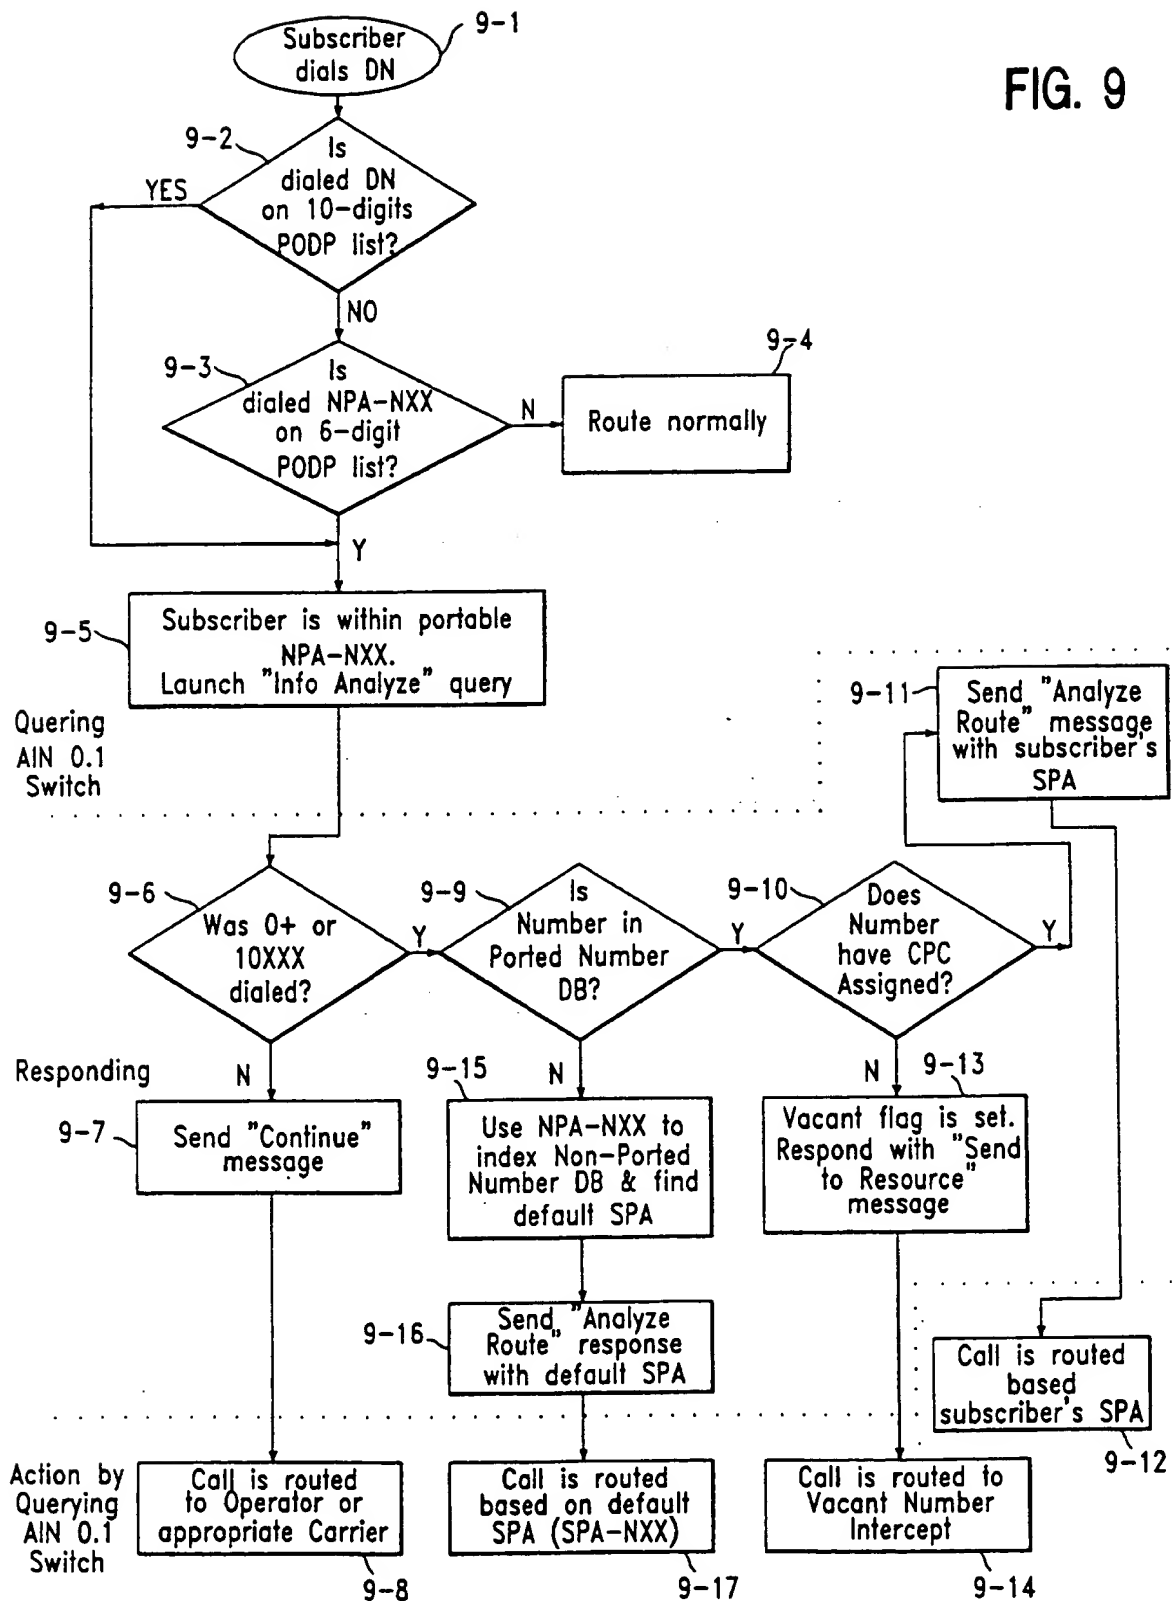 FIG. 9
9-1
Subscriber
dials DN
9-2
Is
dialed DN
on 10-digits
PODP list?
YES
NO
9-3
Is
dialed NPA-NXX
on 6-digit
PODP list?
N
9-4
Route normally
Y
9-5
Subscriber is within portable
NPA-NXX.
Launch "Info Analyze" query
Quering
AIN 0.1
Switch
9-11
Send "Analyze
Route" message
with subscriber's
SPA
9-6
Was 0+ or
10XXX
dialed?
Y
9-9
Is
Number in
Ported Number
DB?
Y
9-10
Does
Number
have CPC
Assigned?
Y
Responding
N
9-7
Send "Continue"
message
9-15
N
Use NPA-NXX to
index Non-Ported
Number DB & find
default SPA
N
9-13
Vacant flag is set.
Respond with "Send
to Resource"
message
9-16
Send "Analyze
Route" response
with default SPA
Call is routed
based
subscriber's SPA
9-12
Action by
Querying
AIN 0.1
Switch
Call is routed
to Operator or
appropriate Carrier
9-8
Call is routed
based on default
SPA (SPA-NXX)
9-17
Call is routed to
Vacant Number
Intercept
9-14